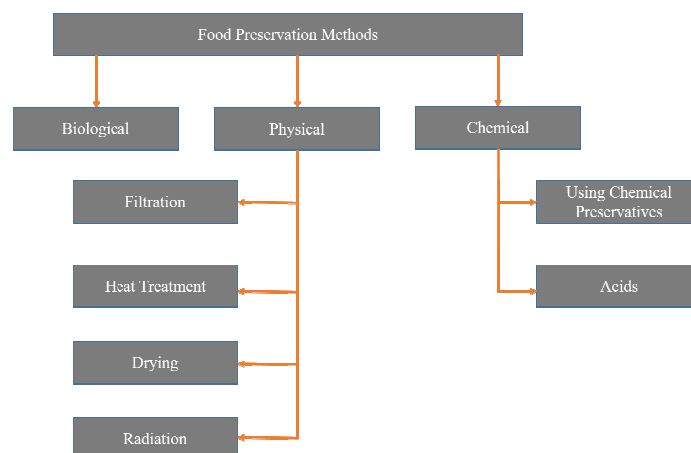 Food Preservation Methods
Biological
Physical
Chemical
Filtration
Using Chemical
Preservatives
Heat Treatment
Acids
Drying
Radiation